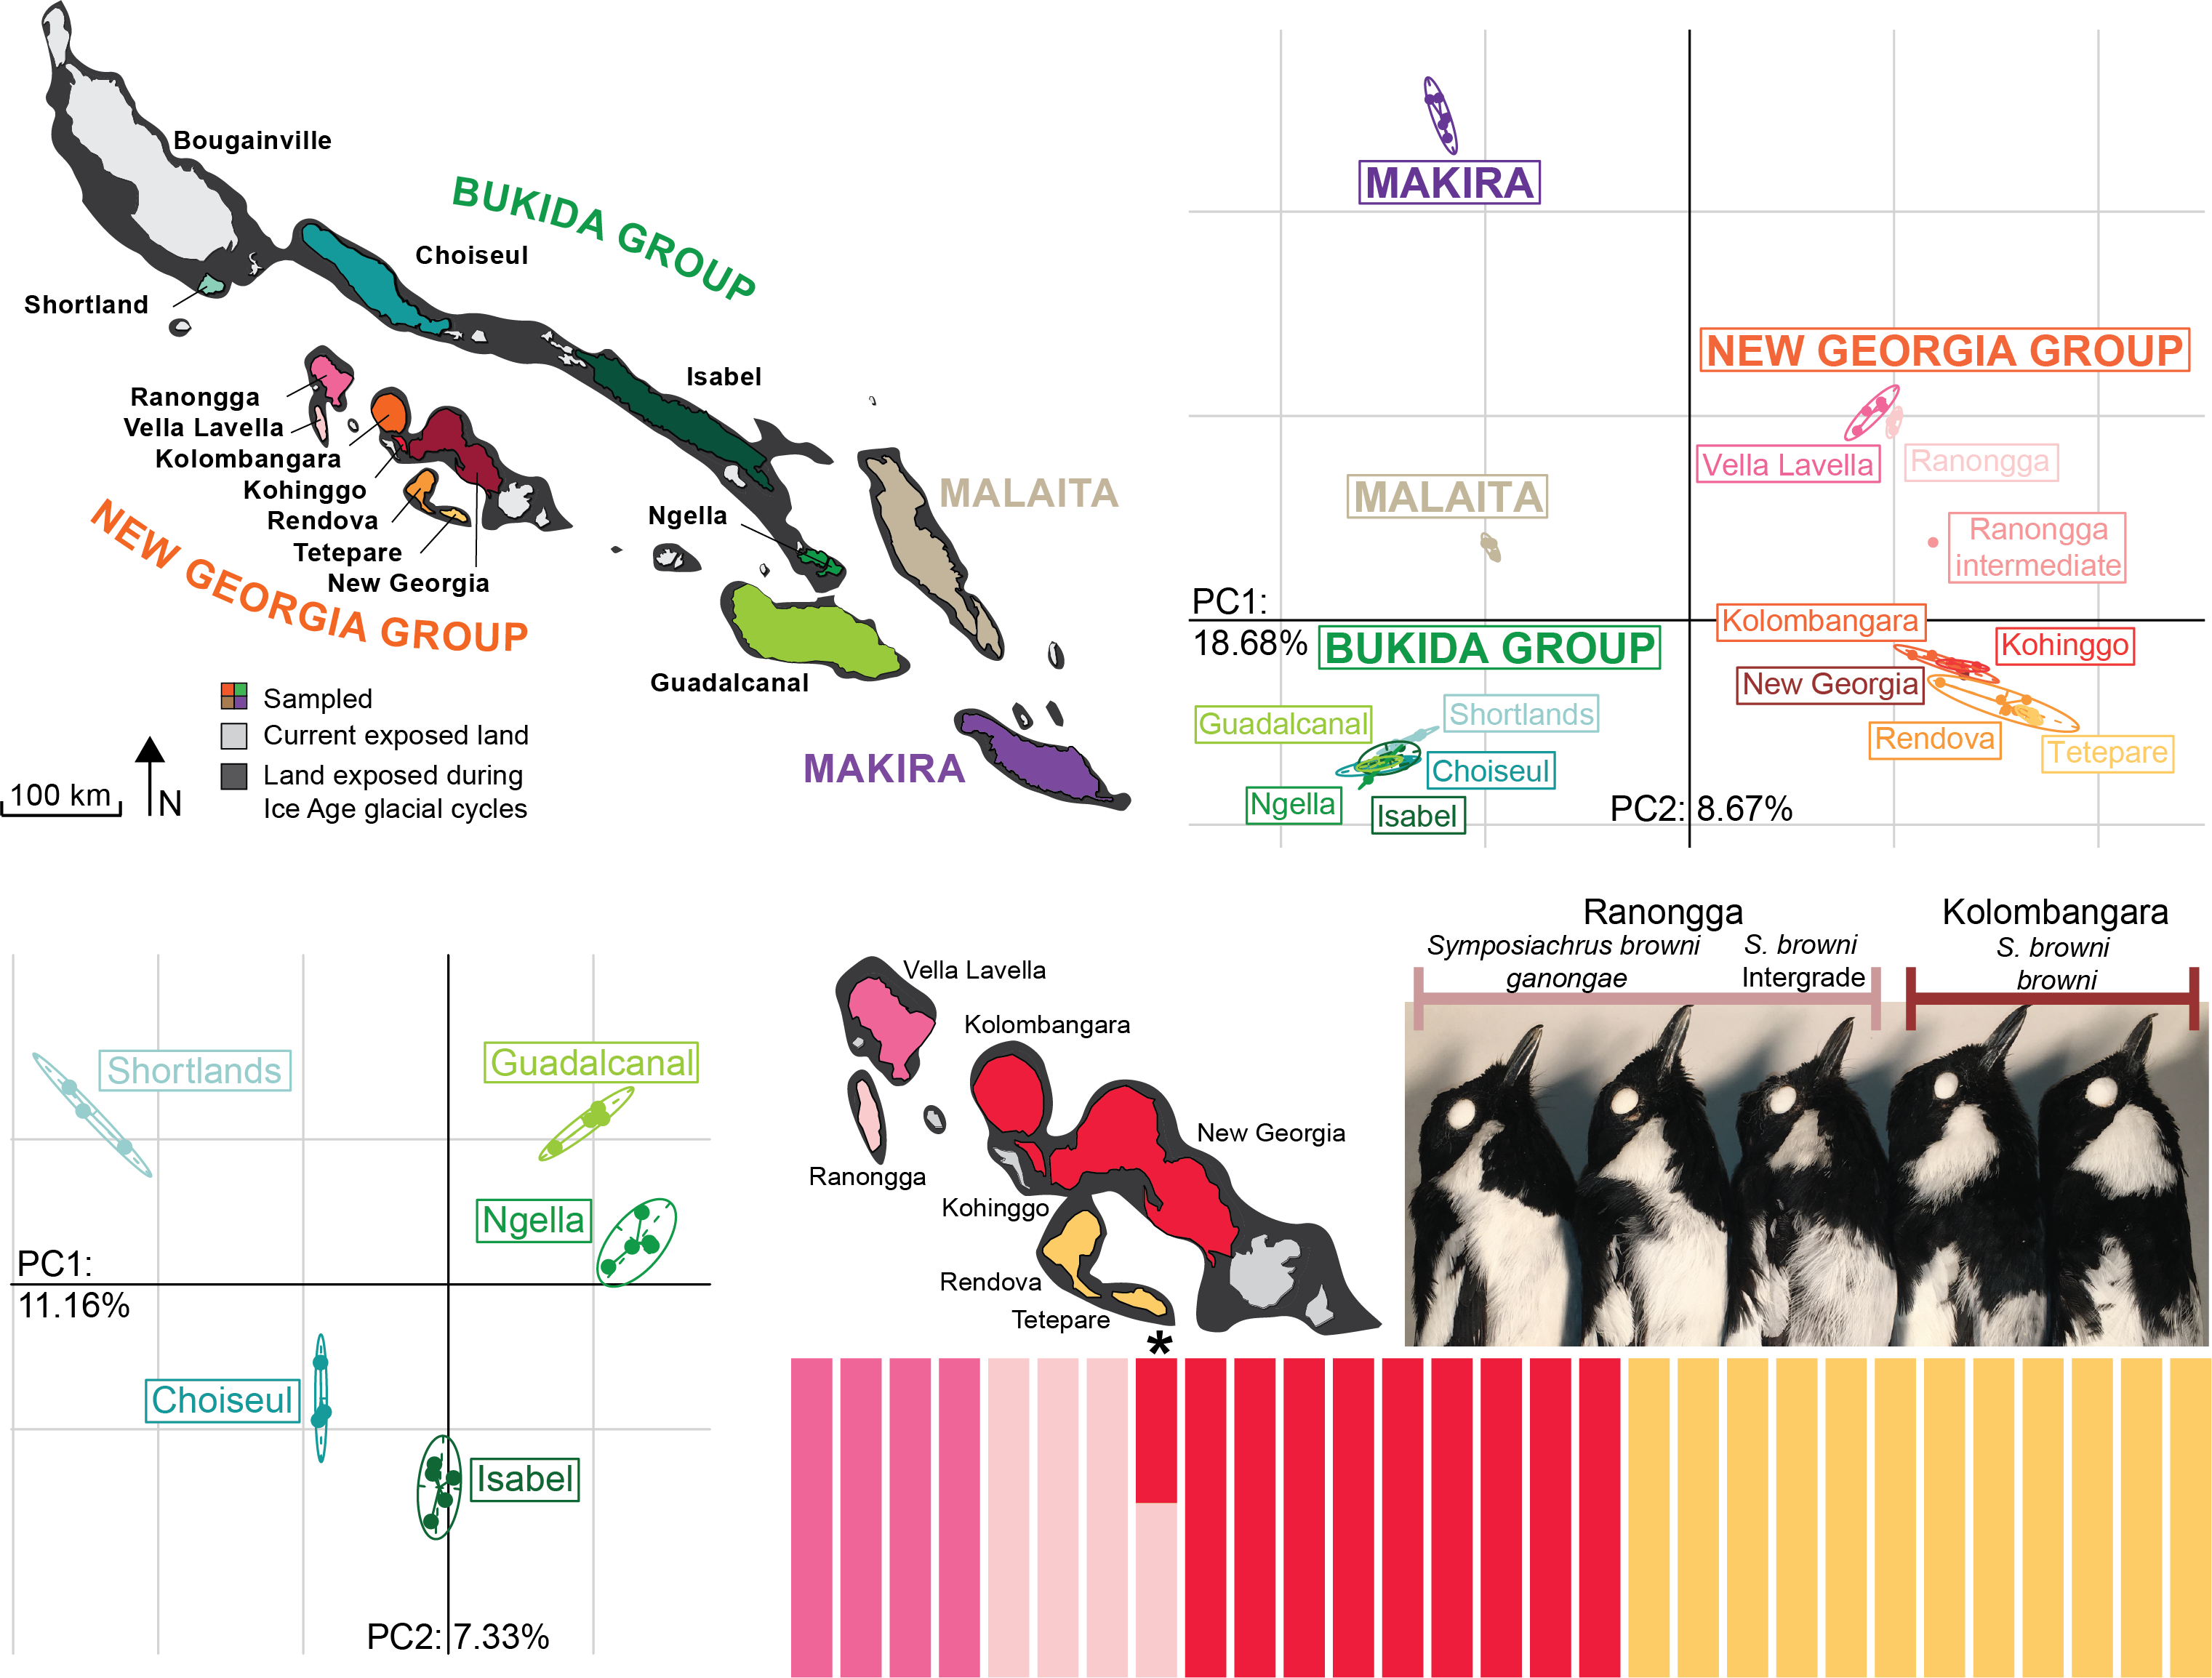 Bougainville
BUKIDA GROUP
Choiseul
Shortland
Isabel
Ranongga
Vella Lavella
Kolombangara
Kohinggo
Rendova
Tetepare
New Georgia
NEW GEORGIA GROUP
Ngella
MALAITA
Guadalcanal
MAKIRA
Sampled
Current exposed land
Land exposed during
Ice Age glacial cycles
100 km
N
MAKIRA
NEW GEORGIA GROUP
Vella Lavella
Ranongga
MALAITA
Ranongga
intermediate
PC1:
18.68%
BUKIDA GROUP
Kolombangara
Kohinggo
New Georgia
Guadalcanal
Shortlands
Rendova
Tetepare
Choiseul
Ngella
Isabel
PC2: 8.67%
Shortlands
Guadalcanal
Ngella
PC1:
11.16%
Choiseul
Isabel
PC2: 7.33%
Vella Lavella
Kolombangara
New Georgia
Ranongga
Kohinggo
Rendova
Tetepare
*
Ranongga
Kolombangara
Symposiachrus browni
ganongae
S. browni
Intergrade
S. browni
browni